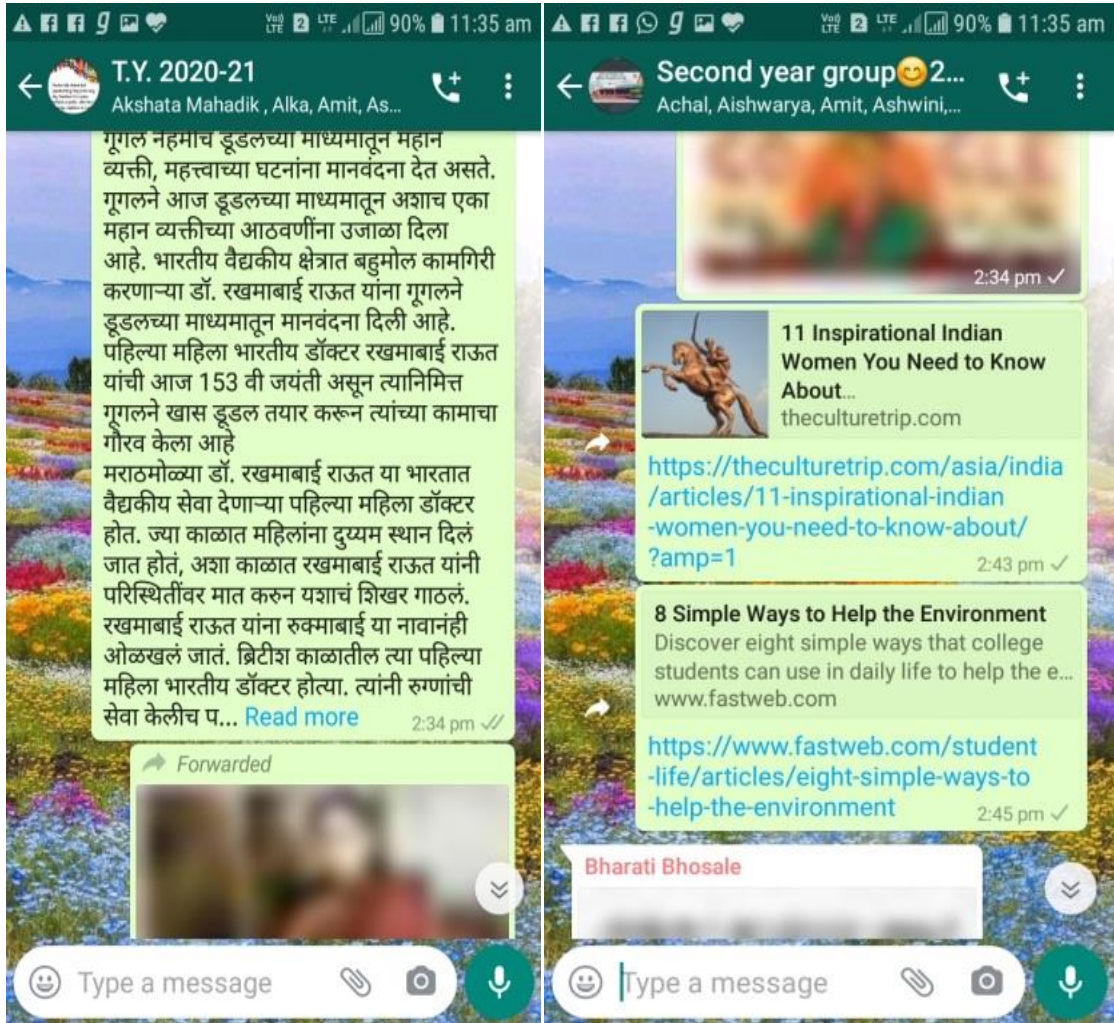 90% 11:35 am
T.Y. 2020-21
Akshata Mahadik , Alka, Amit, As...
गूगल नेहमीच डूडलच्या माध्यमातून महान
व्यक्ती, महत्त्वाच्या घटनांना मानवंदना देत असते.
गूगलने आज डूडलच्या माध्यमातून अशाच एका
महान व्यक्तीच्या आठवणींना उजाळा दिला
आहे. भारतीय वैद्यकीय क्षेत्रात बहुमोल कामगिरी
करणाऱ्या डॉ. रखमाबाई राऊत यांना गूगलने
डूडलच्या माध्यमातून मानवंदना दिली आहे.
पहिल्या महिला भारतीय डॉक्टर रखमाबाई राऊत
यांची आज 153 वी जयंती असून त्यानिमित्त
गूगलने खास डूडल तयार करून त्यांच्या कामाचा
गौरव केला आहे
मराठमोळ्या डॉ. रखमाबाई राऊत या भारतात
वैद्यकीय सेवा देणाऱ्या पहिल्या महिला डॉक्टर
होत. ज्या काळात महिलांना दुय्यम स्थान दिलं
जात होतं, अशा काळात रखमाबाई राऊत यांनी
परिस्थितींवर मात करुन यशाचं शिखर गाठलं.
रखमाबाई राऊत यांना रुक्माबाई या नावानंही
ओळखलं जातं. ब्रिटीश काळातील त्या पहिल्या
महिला भारतीय डॉक्टर होत्या. त्यांनी रुग्णांची
सेवा केलीच प... Read more 2:34 pm
Forwarded
Type a message
VoLTE 2 LTE 90% 11:35 am
Second year group😊2...
Achal, Aishwarya, Amit, Ashwini,...
2:34 pm
11 Inspirational Indian
Women You Need to Know
About...
theculturetrip.com
https://theculturetrip.com/asia/india
/articles/11-inspirational-indian
-women-you-need-to-know-about/
?amp=1 2:43 pm
8 Simple Ways to Help the Environment
Discover eight simple ways that college
students can use in daily life to help the e...
www.fastweb.com
https://www.fastweb.com/student
-life/articles/eight-simple-ways-to
-help-the-environment 2:45 pm
Bharati Bhosale
Type a message